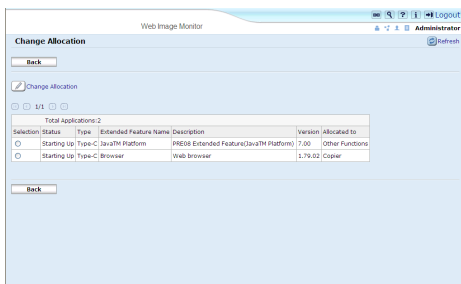 Logout
Web Image Monitor
Administrator
Change Allocation
Refresh
Back
Change Allocation
1/1
Total Applications:2
Selection Status Type Extended Feature Name Description Version Allocated to
Starting Up Type-C JavaTM Platform PRE08 Extended Feature(JavaTM Platform) 7.00 Other Functions
Starting Up Type-C Browser Web browser 1.79.02 Copier
Back